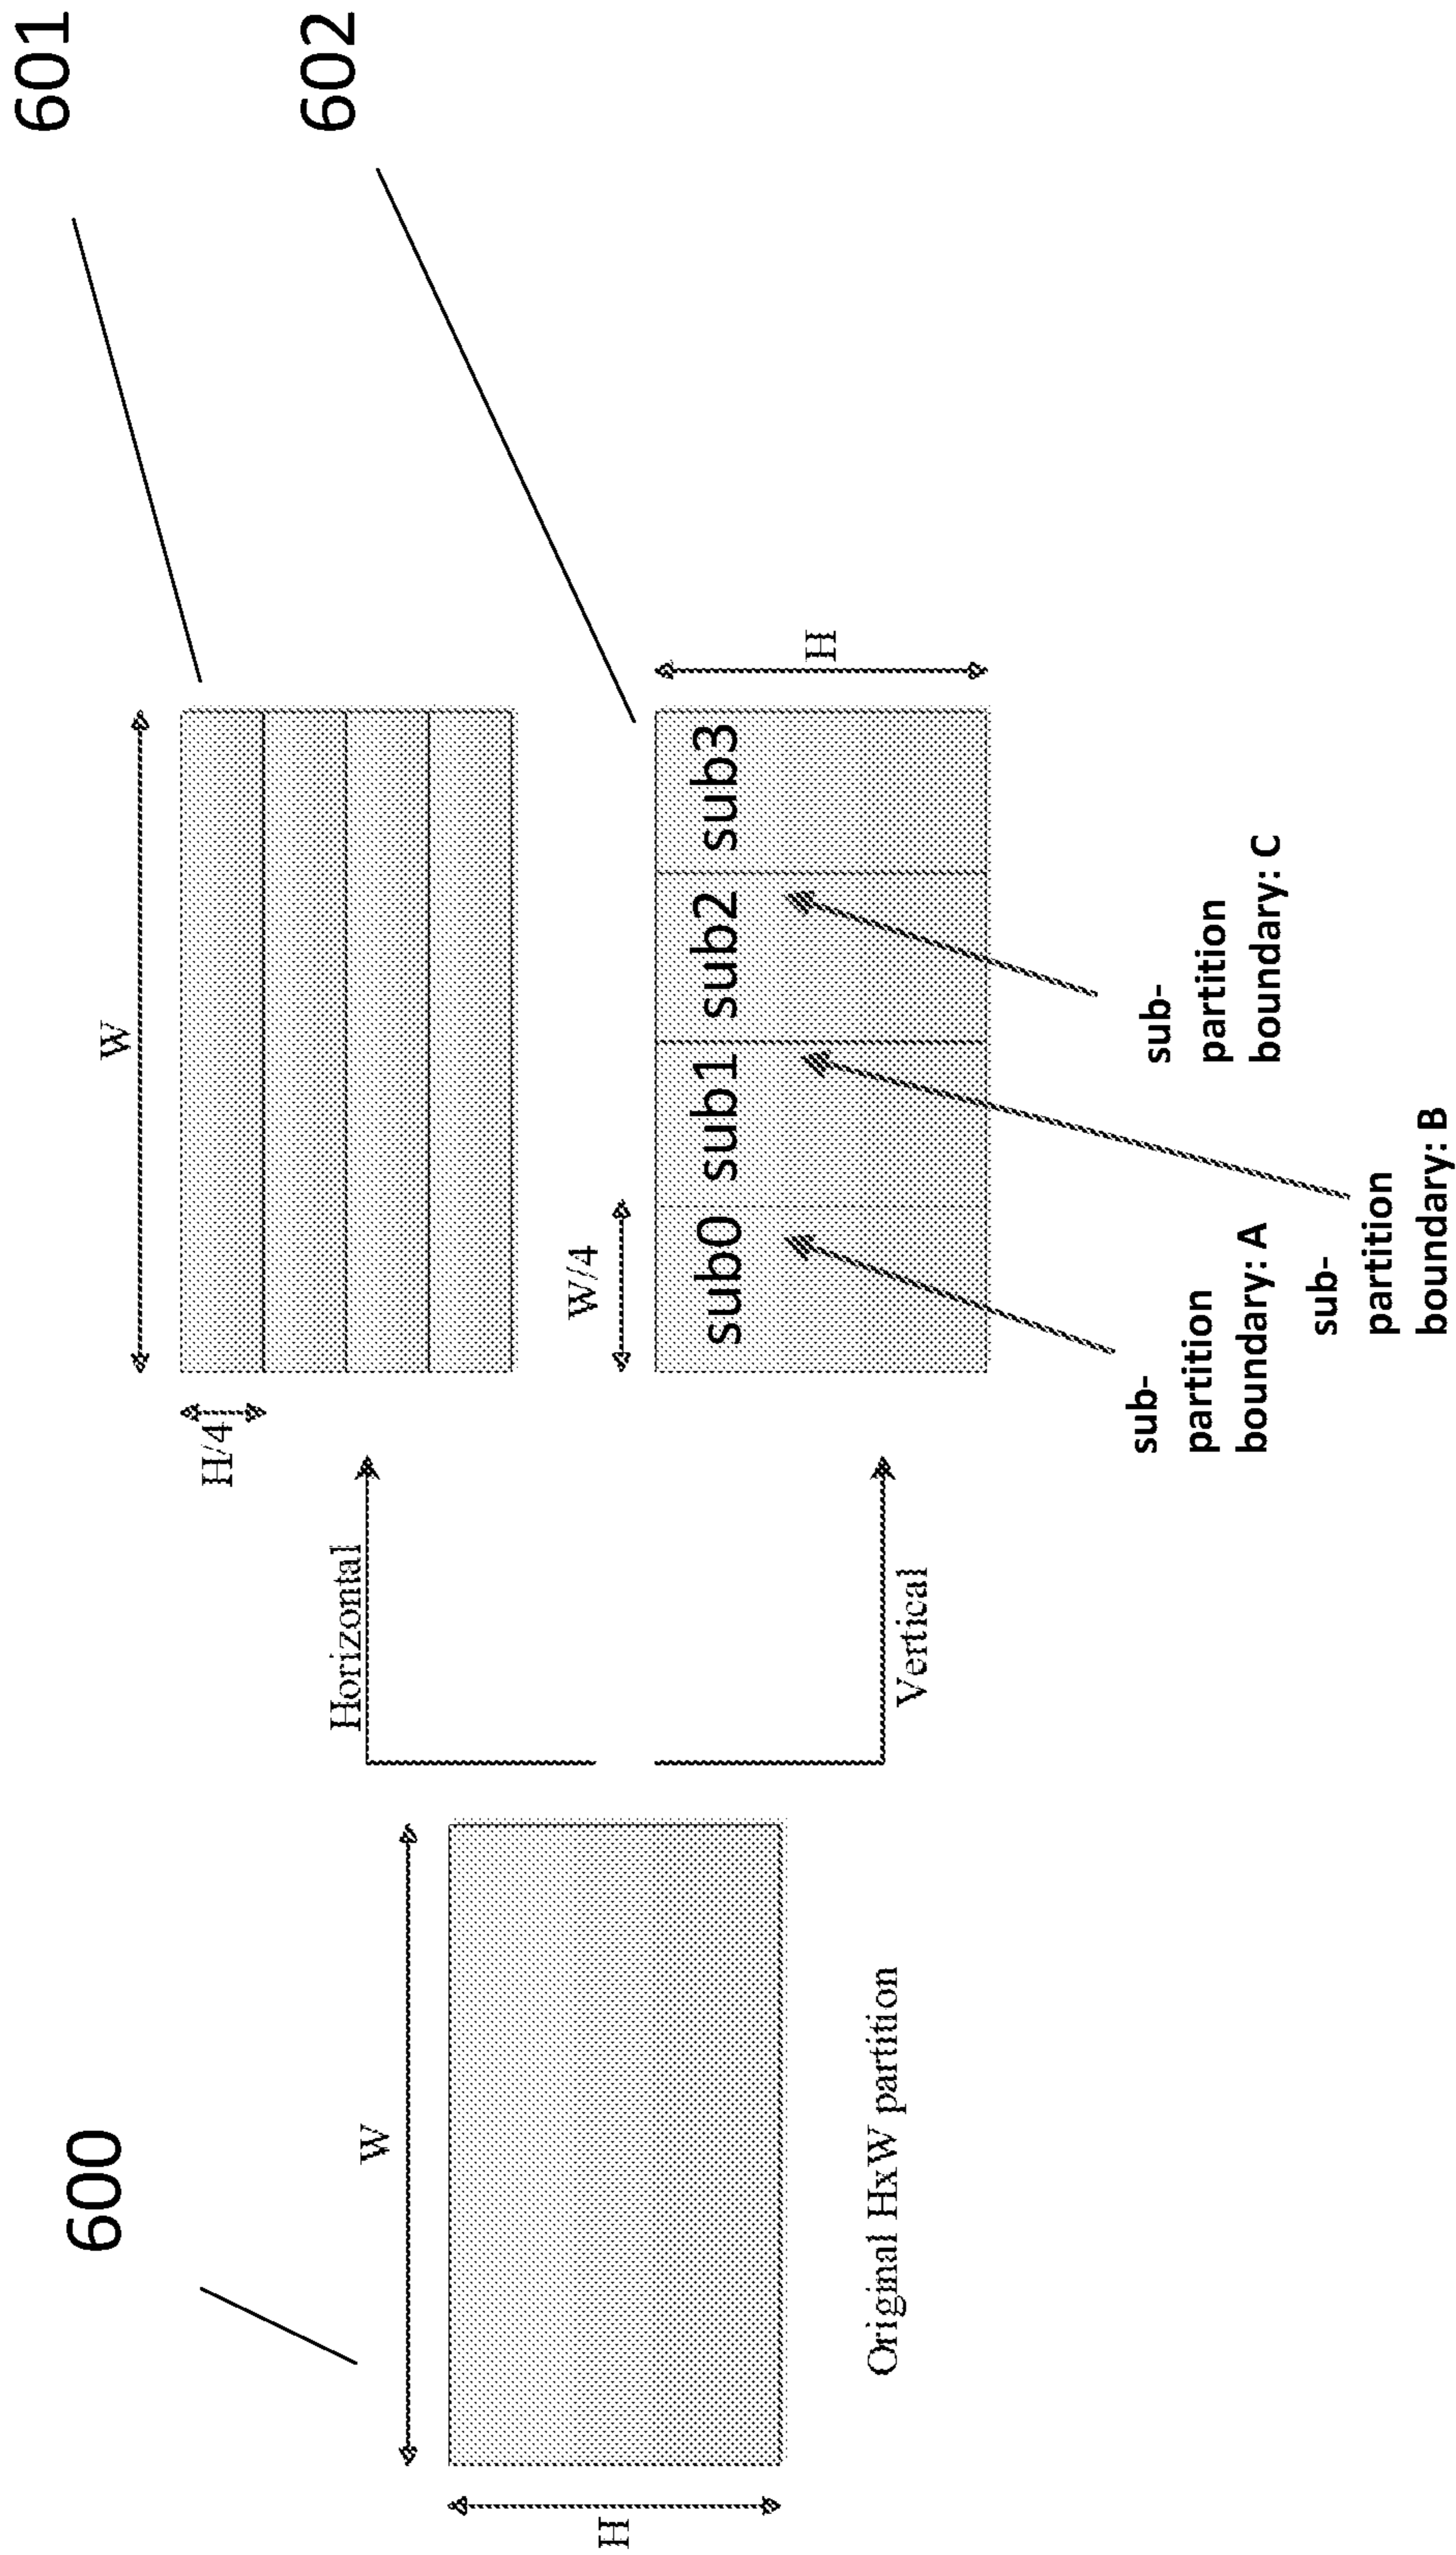 600
W
H
Original HxW partition
Horizontal
Vertical
601
W
H/4
602
W/4
H
sub0 sub1 sub2 sub3
sub-
partition
boundary: A
sub-
partition
boundary: B
sub-
partition
boundary: C